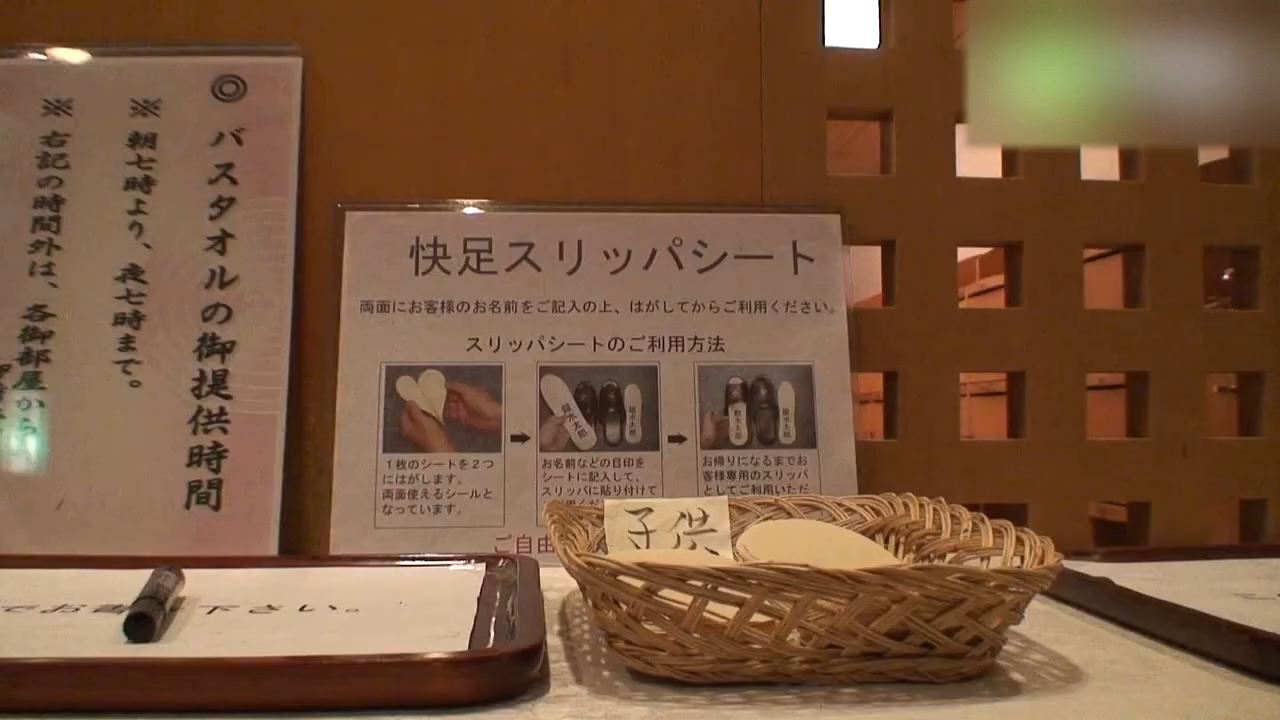 ◎ バスタオルの御提供時間
※ 朝七時より、夜七時まで。
※ 右記の時間外は、各御部屋から
快足スリッパシート
両面にお客様のお名前をご記入の上、はがしてからご利用ください。
スリッパシートのご利用方法
1枚のシートを2つ
にはがします。
両面使えるシールと
なっています。
お名前などの目印を
シートに記入して、
スリッパに貼り付けて
お帰りになるまでお
客様専用のスリッパ
としてご利用いただ
ご自由
子供
でお
下さい。